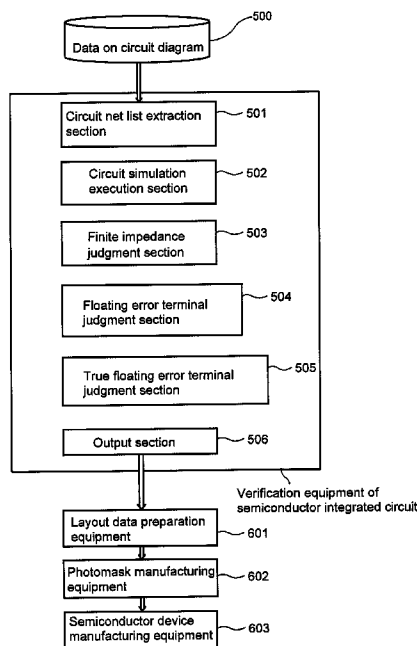 500
Data on circuit diagram
Circuit net list extraction
section
501
Circuit simulation
execution section
502
Finite impedance
judgment section
503
Floating error terminal
judgment section
504
True floating error terminal
judgment section
505
Output section
506
Verification equipment of
semiconductor integrated circuit
Layout data preparation
equipment
601
Photomask manufacturing
equipment
602
Semiconductor device
manufacturing equipment
603